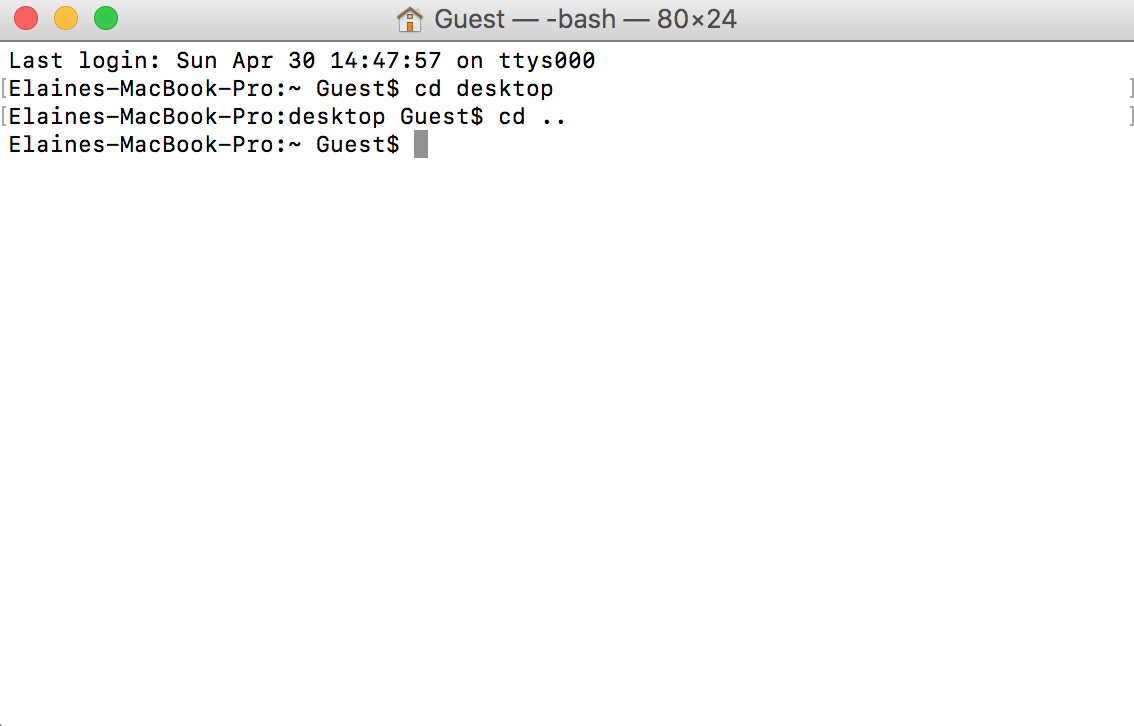 Guest — -bash — 80×24
Last login: Sun Apr 30 14:47:57 on ttys000
[Elaines-MacBook-Pro:~ Guest$ cd desktop ]
[Elaines-MacBook-Pro:desktop Guest$ cd .. ]
Elaines-MacBook-Pro:~ Guest$